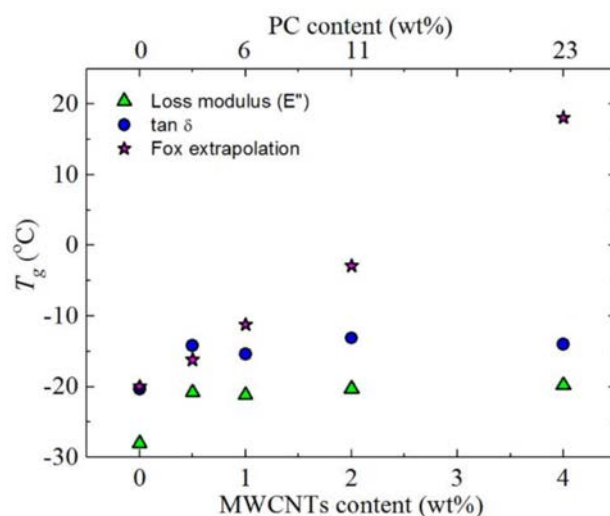 PC content (wt%)
0 6 11 23
Loss modulus (E")
tan δ
Fox extrapolation
20
10
0
-10
-20
-30
Tg (°C)
0 1 2 3 4
MWCNTs content (wt%)